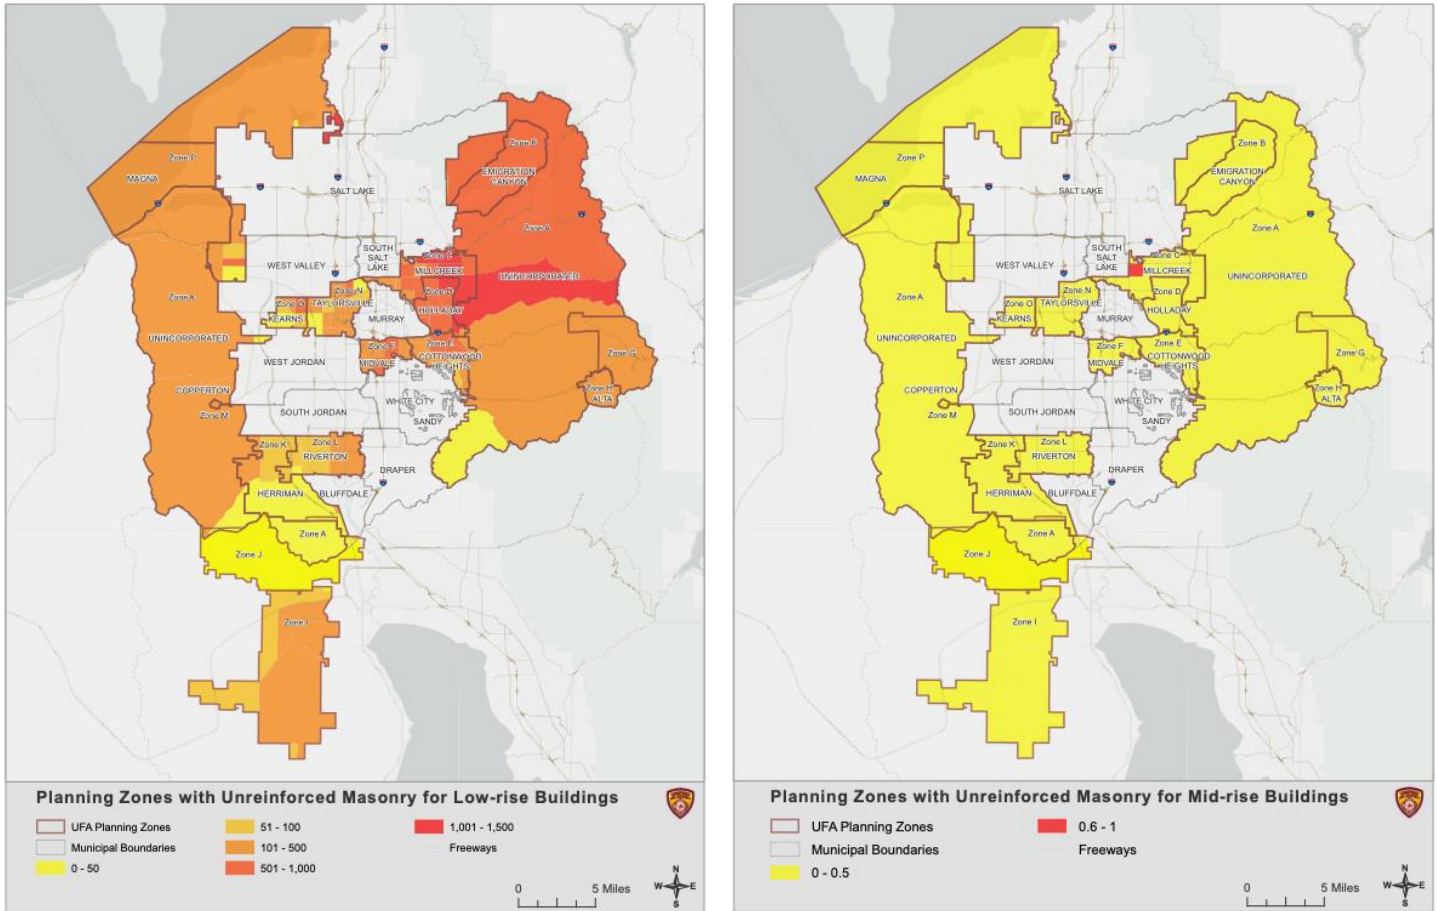 Zone B
EMIGRATION
CANYON
Zone P
MAGNA
SALT LAKE
Zone A
SOUTH
SALT
LAKE
WEST VALLEY
Zone C
MILLCREEK
UNINCORPORATED
Zone A
Zone N
Zone D
Zone O
TAYLORSVILLE
HOLLADAY
KEARNS
MURRAY
UNINCORPORATED
Zone F
Zone E
Zone G
MIDVALE
COTTONWOOD
HEIGHTS
WEST JORDAN
COPPERTON
Zone H
ALTA
WHITE CITY
Zone M
SOUTH JORDAN
SANDY
Zone K
Zone L
RIVERTON
DRAPER
HERRIMAN
BLUFFDALE
Zone A
Zone J
Zone I
Planning Zones with Unreinforced Masonry for Low-rise Buildings
UFA Planning Zones
Municipal Boundaries
0 - 50
51 - 100
101 - 500
501 - 1,000
1,001 - 1,500
Freeways
0 5 Miles
N
W E
S
Zone B
EMIGRATION
CANYON
Zone P
MAGNA
SALT LAKE
Zone A
SOUTH
SALT
LAKE
WEST VALLEY
Zone C
MILLCREEK
UNINCORPORATED
Zone A
Zone N
Zone D
Zone O
TAYLORSVILLE
HOLLADAY
KEARNS
MURRAY
UNINCORPORATED
Zone F
Zone E
Zone G
MIDVALE
COTTONWOOD
HEIGHTS
WEST JORDAN
COPPERTON
Zone H
ALTA
WHITE CITY
Zone M
SOUTH JORDAN
SANDY
Zone K
Zone L
RIVERTON
DRAPER
HERRIMAN
BLUFFDALE
Zone A
Zone J
Zone I
Planning Zones with Unreinforced Masonry for Mid-rise Buildings
UFA Planning Zones
Municipal Boundaries
0 - 0.5
0.6 - 1
Freeways
0 5 Miles
N
W E
S